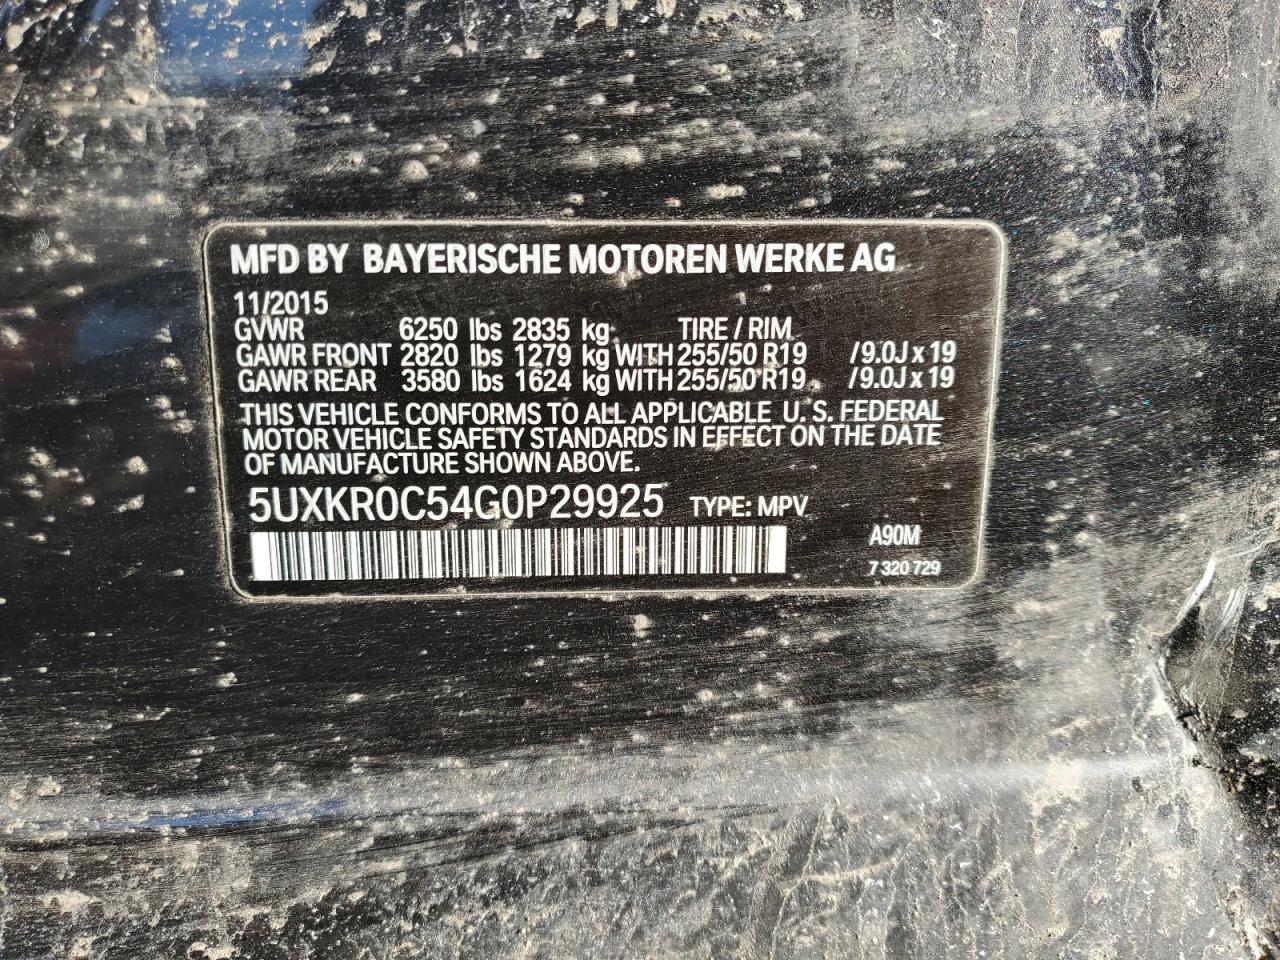 MFD BY BAYERISCHE MOTOREN WERKE AG
11/2015
GVWR 6250 lbs 2835 kg TIRE / RIM
GAWR FRONT 2820 lbs 1279 kg WITH 255/50 R19 /9.0J x 19
GAWR REAR 3580 lbs 1624 kg WITH 255/50 R19 /9.0J x 19
THIS VEHICLE CONFORMS TO ALL APPLICABLE U. S. FEDERAL
MOTOR VEHICLE SAFETY STANDARDS IN EFFECT ON THE DATE
OF MANUFACTURE SHOWN ABOVE.
5UXKR0C54G0P29925 TYPE: MPV
A90M
7 320 729